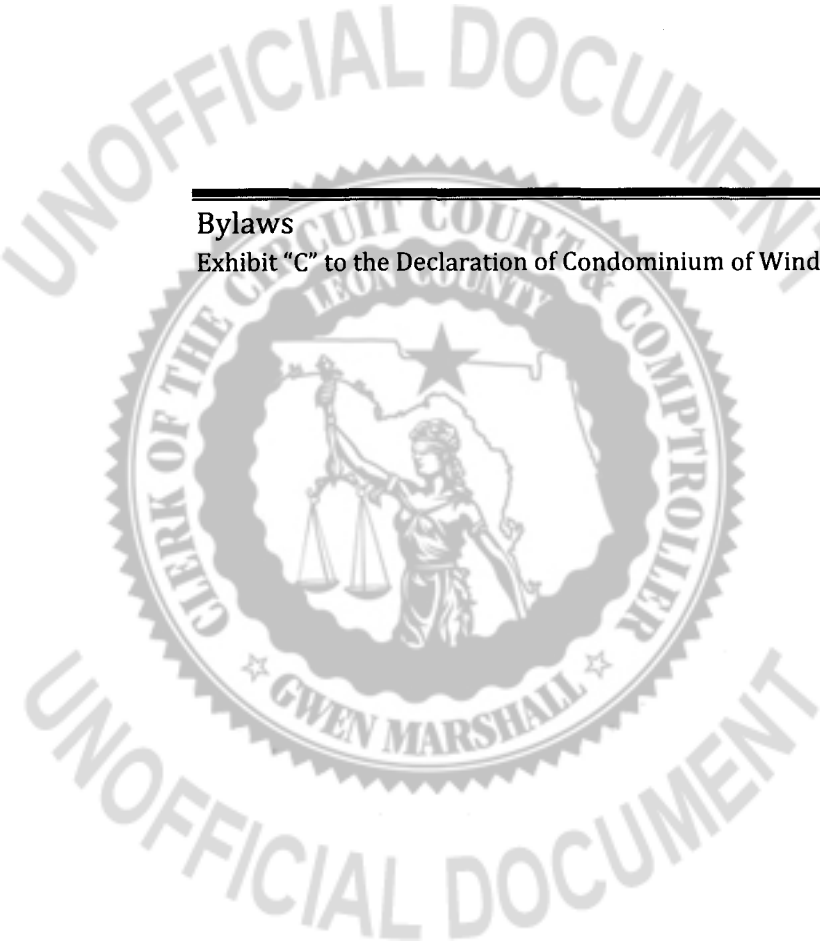 UNOFFICIAL DOCUMENT
Bylaws
Exhibit "C" to the Declaration of Condominium of Wind
CLERK OF THE CIRCUIT COURT & COMPTROLLER
LEON COUNTY
GWEN MARSHALL
UNOFFICIAL DOCUMENT